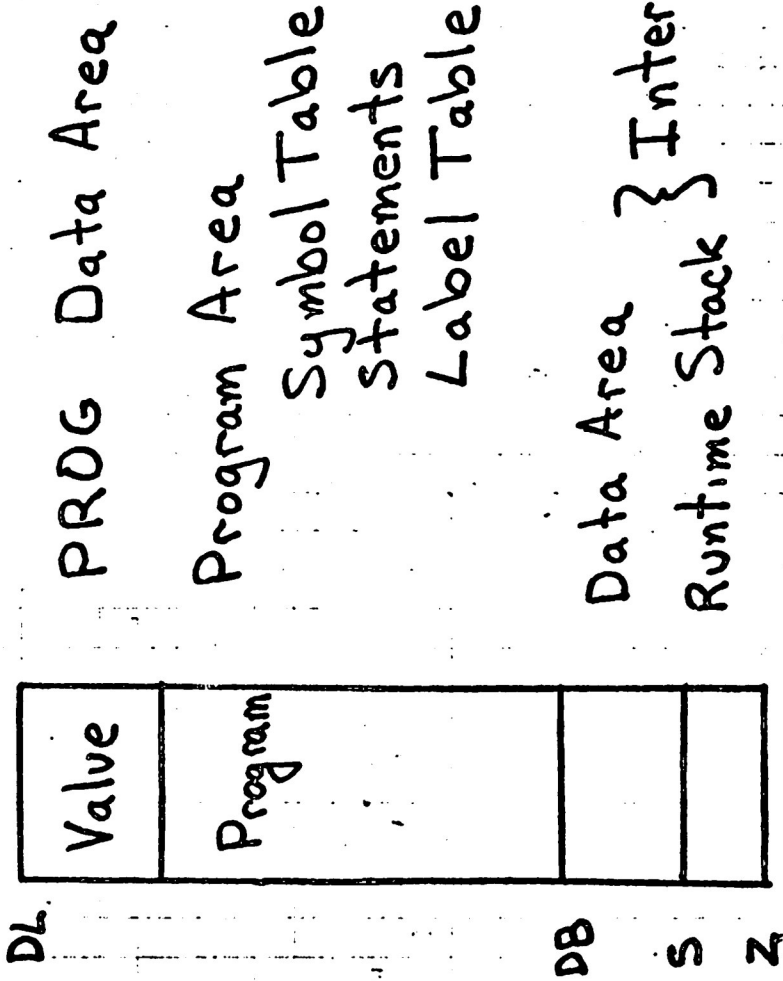 DL
Value
PROG Data Area
Program
Program Area
Symbol Table
Statements
Label Table
DB
Data Area
} Inter
S
Runtime Stack
Z